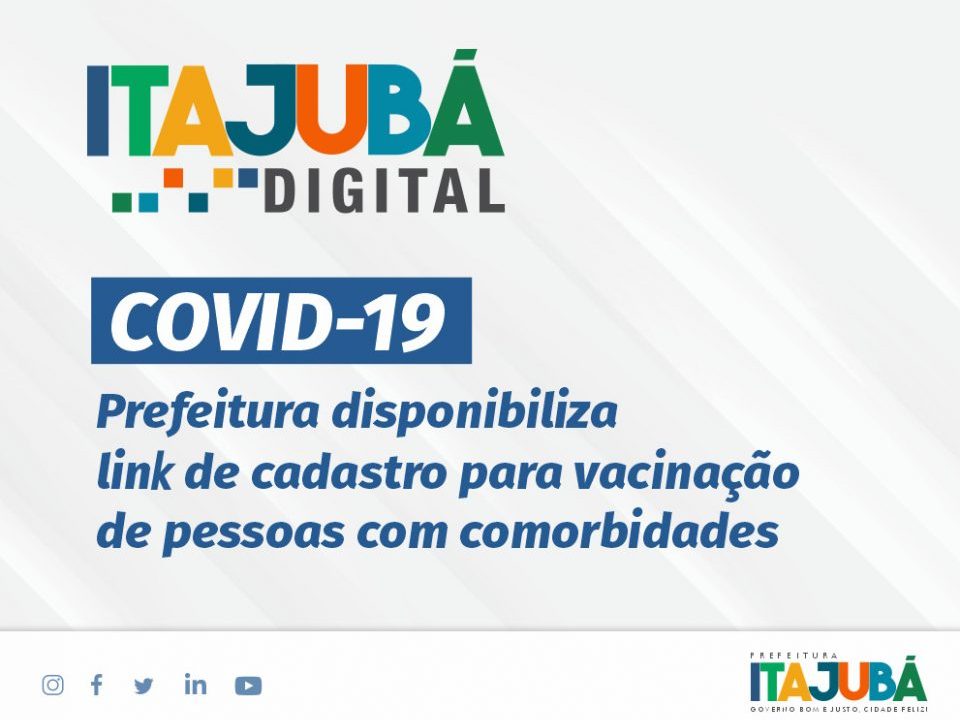 ITAJUBÁ
DIGITAL
COVID-19
Prefeitura disponibiliza
link de cadastro para vacinação
de pessoas com comorbidades
PREFEITURA
ITAJUBÁ
GOVERNO BOM E JUSTO, CIDADE FELIZ!